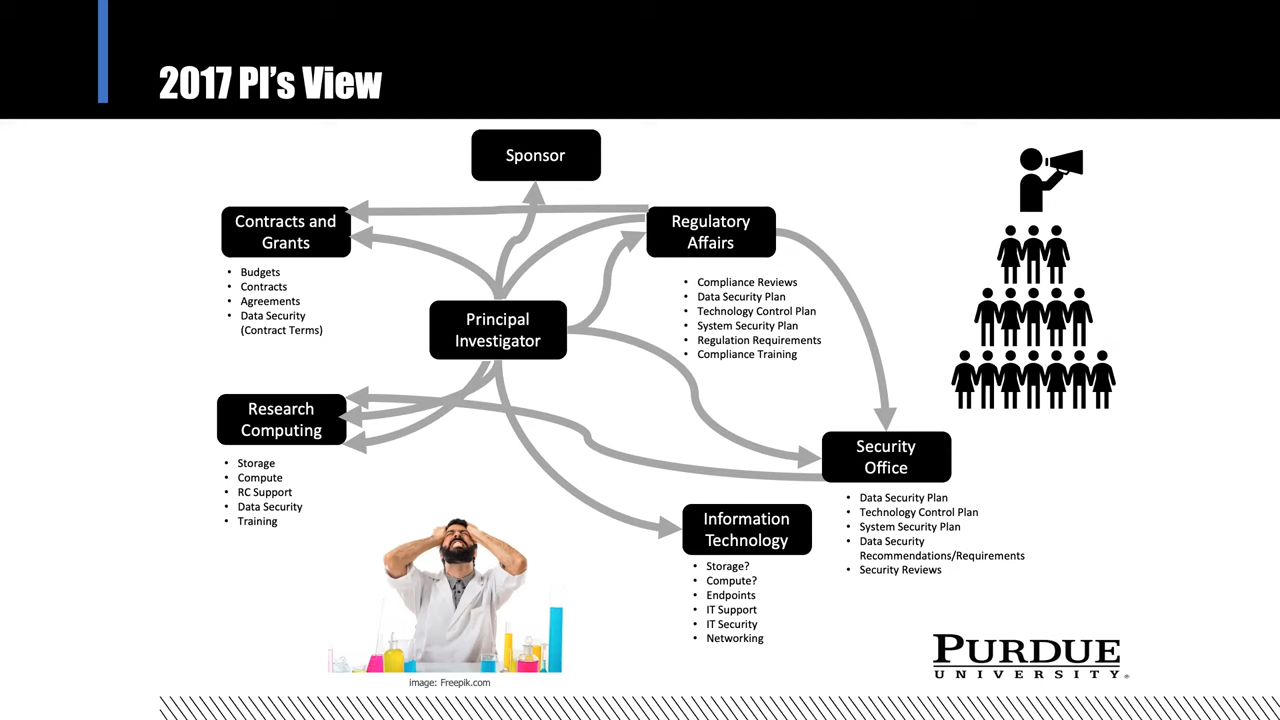 2017 PI's View
Sponsor
Contracts and
Grants
• Budgets
• Contracts
• Agreements
• Data Security
(Contract Terms)
Regulatory
Affairs
• Compliance Reviews
• Data Security Plan
• Technology Control Plan
• System Security Plan
• Regulation Requirements
• Compliance Training
Principal
Investigator
Research
Computing
• Storage
• Compute
• RC Support
• Data Security
• Training
Security
Office
• Data Security Plan
• Technology Control Plan
• System Security Plan
• Data Security
Recommendations/Requirements
• Security Reviews
Information
Technology
• Storage?
• Compute?
• Endpoints
• IT Support
• IT Security
• Networking
image: Freepik.com
PURDUE
UNIVERSITY®